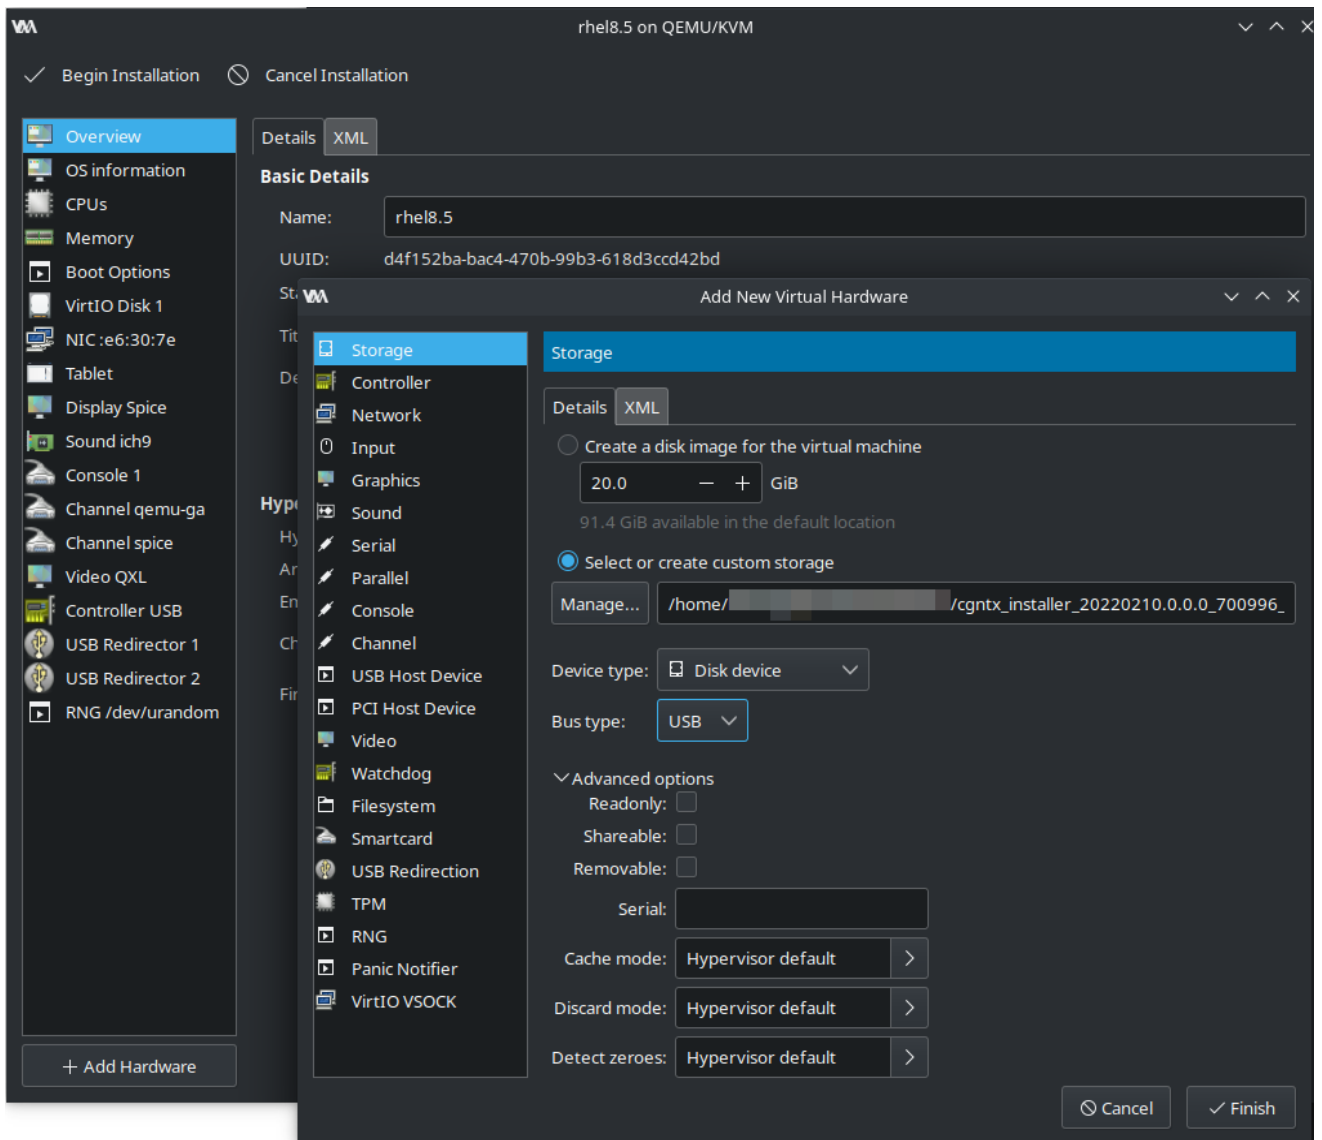 rhel8.5 on QEMU/KVM
Begin Installation
Cancel Installation
Overview
OS information
CPUs
Memory
Boot Options
VirtIO Disk 1
NIC :e6:30:7e
Tablet
Display Spice
Sound ich9
Console 1
Channel qemu-ga
Channel spice
Video QXL
Controller USB
USB Redirector 1
USB Redirector 2
RNG /dev/urandom
Add Hardware
Details
XML
Basic Details
Name: rhel8.5
UUID: d4f152ba-bac4-470b-99b3-618d3ccd42bd
Add New Virtual Hardware
Storage
Controller
Network
Input
Graphics
Sound
Serial
Parallel
Console
Channel
USB Host Device
PCI Host Device
Video
Watchdog
Filesystem
Smartcard
USB Redirection
TPM
RNG
Panic Notifier
VirtIO VSOCK
Storage
Details
XML
Create a disk image for the virtual machine
20.0 GiB
91.4 GiB available in the default location
Select or create custom storage
Manage... /home/ /cgntx_installer_20220210.0.0.0_700996_
Device type: Disk device
Bus type: USB
Advanced options
Readonly:
Shareable:
Removable:
Serial:
Cache mode: Hypervisor default
Discard mode: Hypervisor default
Detect zeroes: Hypervisor default
Cancel
Finish